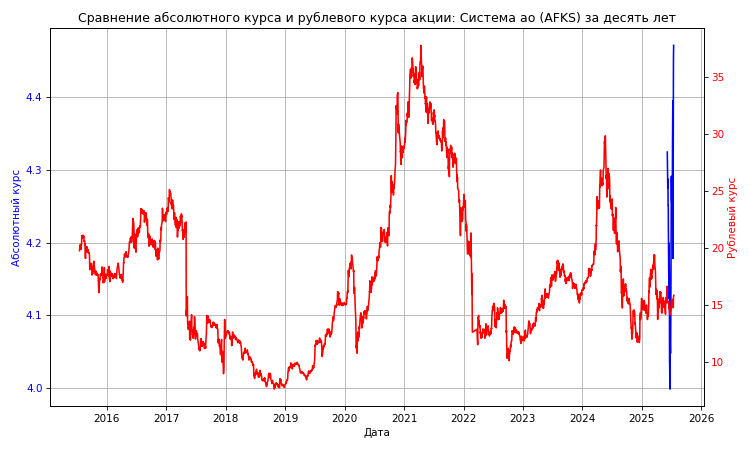 Сравнение абсолютного курса и рублевого курса акции: Система ао (AFKS) за десять лет
Абсолютный курс
4.4
4.3
4.2
4.1
4.0
35
30
25
20
15
10
Рублевый курс
2016 2017 2018 2019 2020 2021 2022 2023 2024 2025 2026
Дата